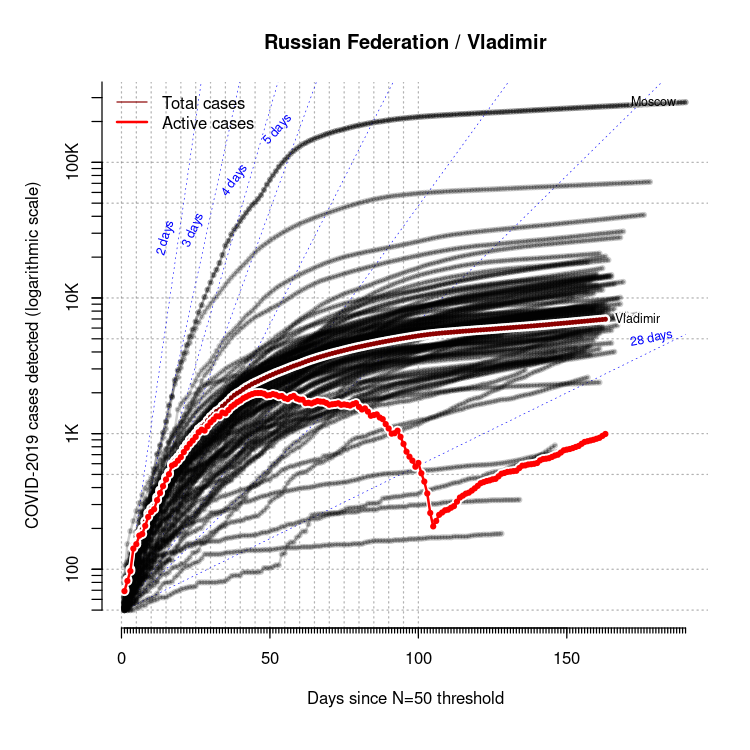 Russian Federation / Vladimir
Total cases
Active cases
Moscow
2 days
3 days
4 days
5 days
Vladimir
28 days
COVID-2019 cases detected (logarithmic scale)
100K
10K
1K
100
0 50 100 150
Days since N=50 threshold